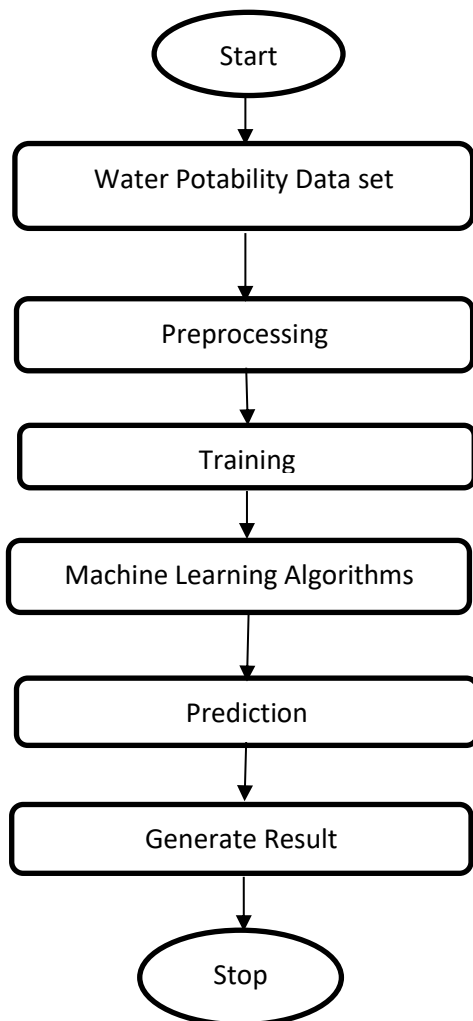 Start
Water Potability Data set
Preprocessing
Training
Machine Learning Algorithms
Prediction
Generate Result
Stop